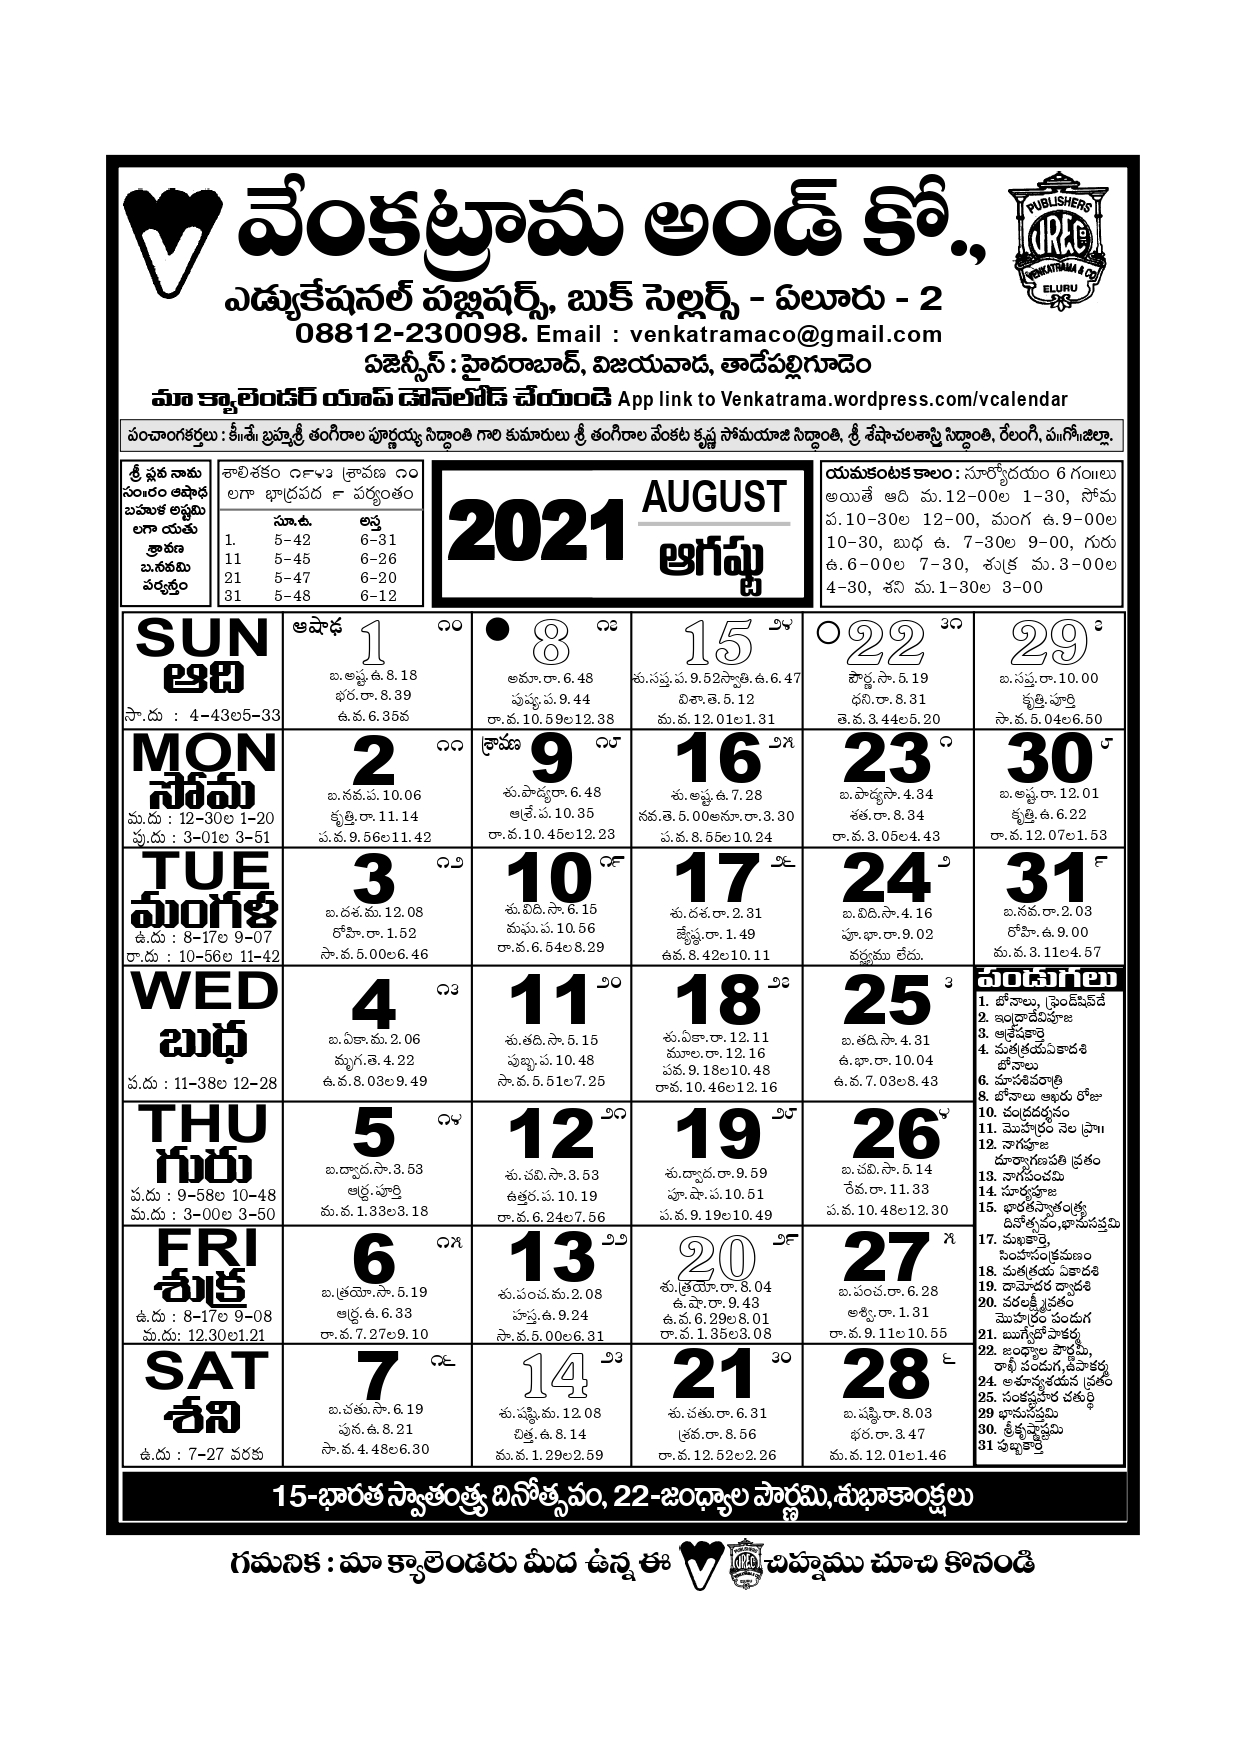 వేంకట్రామ అండ్ కో.,
PUBLISHERS
VREC
VENKATRAMA & CO
ELURU
ఎడ్యుకేషనల్ పబ్లిషర్స్, బుక్ సెల్లర్స్ - ఏలూరు - 2
08812-230098. Email : venkatramaco@gmail.com
ఏజెన్సీస్ : హైదరాబాద్, విజయవాడ, తాడేపల్లిగూడెం
మా క్యాలెండర్ యాప్ డౌన్‌లోడ్ చేయండి App link to Venkatrama.wordpress.com/vcalendar
పంచాంగకర్తలు : కీ॥శే॥ బ్రహ్మశ్రీ తంగిరాల పూర్ణయ్య సిద్ధాంతి గారి కుమారులు శ్రీ తంగిరాల వేంకట కృష్ణ సోమయాజి సిద్ధాంతి, శ్రీ శేషాచలశాస్త్రి సిద్ధాంతి, రేలంగి, ప॥గో॥జిల్లా.
శ్రీ ప్లవ నామ
సం॥రం ఆషాఢ
బహుళ అష్టమి
లగా యతు
శ్రావణ
బ.నవమి
పర్యన్తం
శాలిశకం ౧౯౪౩ శ్రావణ ౧౦
లగా భాద్రపద ౯ పర్యంతం
సూ.ఉ. అస్త
1. 5-42 6-31
11 5-45 6-26
21 5-47 6-20
31 5-48 6-12
2021
AUGUST
ఆగష్టు
యమకంటక కాలం : సూర్యోదయం 6 గం॥లు
అయితే ఆది మ.12-00ల 1-30, సోమ
ప.10-30ల 12-00, మంగ ఉ.9-00ల
10-30, బుధ ఉ. 7-30ల 9-00, గురు
ఉ.6-00ల 7-30, శుక్ర మ.3-00ల
4-30, శని మ.1-30ల 3-00
SUN
ఆది
సా.దు : 4-43ల5-33
ఆషాఢ 1 ౧౦
బ.అష్ట.ఉ.8.18
భర.రా.8.39
ఉ.వ.6.35వ
8 ౧౭
అమా.రా.6.48
పుష్య.ప.9.44
రా.వ.10.59ల12.38
15 ౨౪
శు.సప్త.ప.9.52స్వాతి.ఉ.6.47
విశా.తె.5.12
మ.వ.12.01ల1.31
22 ౩౧
పౌర్ణ.సా.5.19
ధని.రా.8.31
తె.వ.3.44ల5.20
29 ౭
బ.సప్త.రా.10.00
కృత్తి.పూర్తి
సా.వ.5.04ల6.50
MON
సోమ
మ.దు : 12-30ల 1-20
పు.దు : 3-01ల 3-51
2 ౧౧
బ.నవ.ప.10.06
కృత్తి.రా.11.14
ప.వ.9.56ల11.42
శ్రావణ 9 ౧౮
శు.పాడ్యరా.6.48
ఆశ్రే.ప.10.35
రా.వ.10.45ల12.23
16 ౨౫
శు.అష్ట.ఉ.7.28
నవ.తె.5.00అనూ.రా.3.30
ప.వ.8.55ల10.24
23 ౧
బ.పాడ్యసా.4.34
శత.రా.8.34
రా.వ.3.05ల4.43
30 ౮
బ.అష్ట.రా.12.01
కృత్తి.ఉ.6.22
రా.వ.12.07ల1.53
TUE
మంగళ
ఉ.దు : 8-17ల 9-07
రా.దు : 10-56ల 11-42
3 ౧౨
బ.దశ.మ.12.08
రోహి.రా.1.52
సా.వ.5.00ల6.46
10 ౧౯
శు.విది.సా.6.15
మఘ.ప.10.56
రా.వ.6.54ల8.29
17 ౨౬
శు.దశ.రా.2.31
జ్యేష్ఠ.రా.1.49
ఉవ.8.42ల10.11
24 ౨
బ.విది.సా.4.16
పూ.భా.రా.9.02
వర్జ్యము లేదు.
31 ౯
బ.నవ.రా.2.03
రోహి.ఉ.9.00
మ.వ.3.11ల4.57
WED
బుధ
ప.దు : 11-38ల 12-28
4 ౧౩
బ.ఏకా.మ.2.06
మృగ.తె.4.22
ఉ.వ.8.03ల9.49
11 ౨౦
శు.తది.సా.5.15
పుబ్బ.ప.10.48
సా.వ.5.51ల7.25
18 ౨౭
శు.ఏకా.రా.12.11
మూల.రా.12.16
పవ.9.18ల10.48
రావ.10.46ల12.16
25 ౩
బ.తది.సా.4.31
ఉ.భా.రా.10.04
ఉ.వ.7.03ల8.43
THU
గురు
ప.దు : 9-58ల 10-48
మ.దు : 3-00ల 3-50
5 ౧౪
బ.ద్వాద.సా.3.53
ఆర్ద్ర.పూర్తి
మ.వ.1.33ల3.18
12 ౨౧
శు.చవి.సా.3.53
ఉత్తర.ప.10.19
రా.వ.6.24ల7.56
19 ౨౮
శు.ద్వాద.రా.9.59
పూ.షా.ప.10.51
ప.వ.9.19ల10.49
26 ౪
బ.చవి.సా.5.14
రేవ.రా.11.33
ప.వ.10.48ల12.30
FRI
శుక్ర
ఉ.దు : 8-17ల 9-08
మ.దు: 12.30ల1.21
6 ౧౫
బ.త్రయో.సా.5.19
ఆర్ద్ర.ఉ.6.33
రా.వ.7.27ల9.10
13 ౨౨
శు.పంచ.మ.2.08
హస్త.ఉ.9.24
సా.వ.5.00ల6.31
20 ౨౯
శు.త్రయో.రా.8.04
ఉ.షా.రా.9.43
ఉ.వ.6.29ల8.01
రా.వ.1.35ల3.08
27 ౫
బ.పంచ.రా.6.28
అశ్వి.రా.1.31
రా.వ.9.11ల10.55
SAT
శని
ఉ.దు : 7-27 వరకు
7 ౧౬
బ.చతు.సా.6.19
పున.ఉ.8.21
సా.వ.4.48ల6.30
14 ౨౩
శు.షష్ఠి.మ.12.08
చిత్త.ఉ.8.14
మ.వ.1.29ల2.59
21 ౩౦
శు.చతు.రా.6.31
శ్రవ.రా.8.56
రా.వ.12.52ల2.26
28 ౬
బ.షష్ఠి.రా.8.03
భర.రా.3.47
మ.వ.12.01ల1.46
పండుగలు
1. బోనాలు, ఫ్రెండ్‌షిప్‌డే
2. ఇంద్రాదేవిపూజ
3. ఆశ్రేషకార్తె
4. మతత్రయఏకాదశి
బోనాలు
6. మాసశివరాత్రి
8. బోనాలు ఆఖరు రోజు
10. చంద్రదర్శనం
11. మొహర్రం నెల ప్రా॥
12. నాగపూజ
దూర్వాగణపతి వ్రతం
13. నాగపంచమి
14. సూర్యపూజ
15. భారతస్వాతంత్ర్య
దినోత్సవం,భానుసప్తమి
17. మఖకార్తె,
సింహసంక్రమణం
18. మతత్రయ ఏకాదశి
19. దామోదర ద్వాదశి
20. వరలక్ష్మీవ్రతం
మొహర్రం పండుగ
21. ఋగ్వేదోపాకర్మ
22. జంధ్యాల పౌర్ణమి,
రాఖీ పండుగ,ఉపాకర్మ
24. అశూన్యశయన వ్రతం
25. సంకష్టహర చతుర్థి
29 భానుసప్తమి
30. శ్రీకృష్ణాష్టమి
31 పుబ్బకార్తె
15-భారత స్వాతంత్ర్య దినోత్సవం, 22-జంధ్యాల పౌర్ణమి,శుభాకాంక్షలు
గమనిక : మా క్యాలెండరు మీద ఉన్న ఈ చిహ్నము చూచి కొనండి